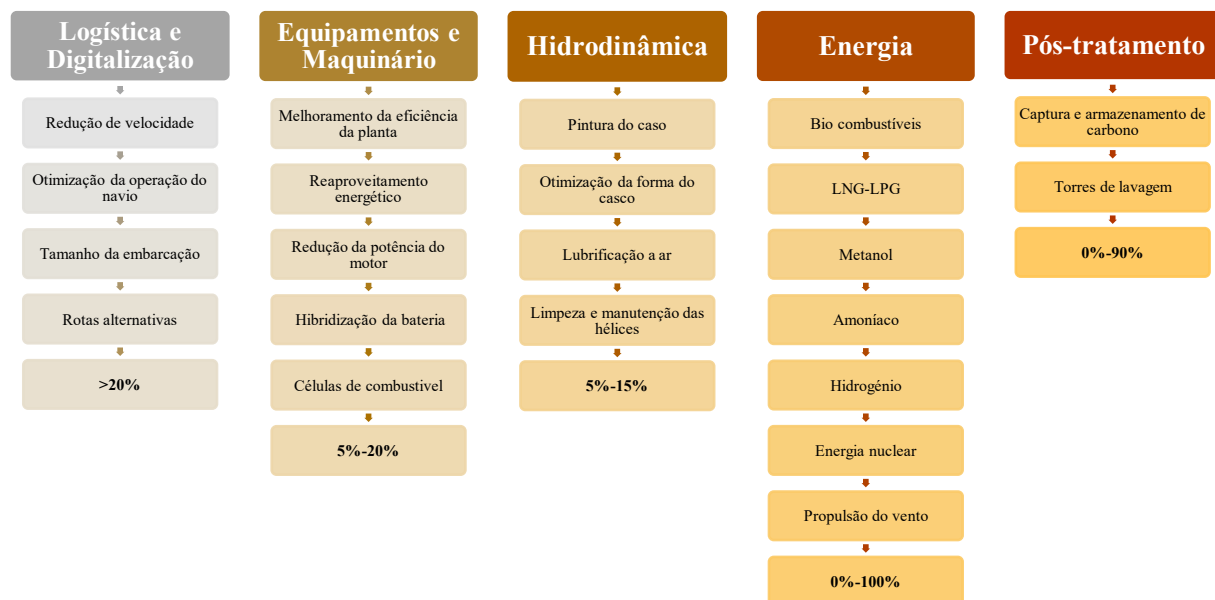 Logística e
Digitalização
Redução de velocidade
Otimização da operação do
navio
Tamanho da embarcação
Rotas alternativas
>20%
Equipamentos e
Maquinário
Melhoramento da eficiência
da planta
Reaproveitamento
energético
Redução da potência do
motor
Hibridização da bateria
Células de combustivel
5%-20%
Hidrodinâmica
Pintura do caso
Otimização da forma do
casco
Lubrificação a ar
Limpeza e manutenção das
hélices
5%-15%
Energia
Bio combustíveis
LNG-LPG
Metanol
Amoníaco
Hidrogénio
Energia nuclear
Propulsão do vento
0%-100%
Pós-tratamento
Captura e armazenamento de
carbono
Torres de lavagem
0%-90%